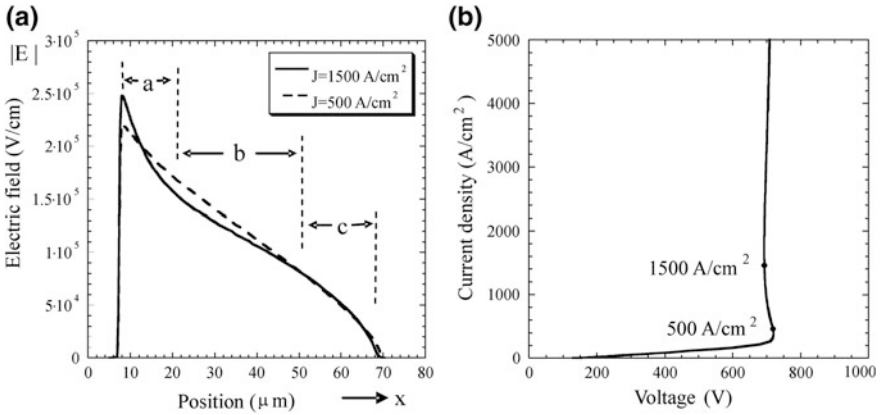 (a)
|E|
3·10⁵
2.5·10⁵
2·10⁵
1.5·10⁵
1·10⁵
5·10⁴
0
Electric field (V/cm)
a
b
c
J=1500 A/cm²
J=500 A/cm²
0 10 20 30 40 50 60 70 80
Position (μm) x
(b)
5000
4000
3000
2000
1000
0
Current density (A/cm²)
1500 A/cm²
500 A/cm²
200 400 600 800 1000
Voltage (V)